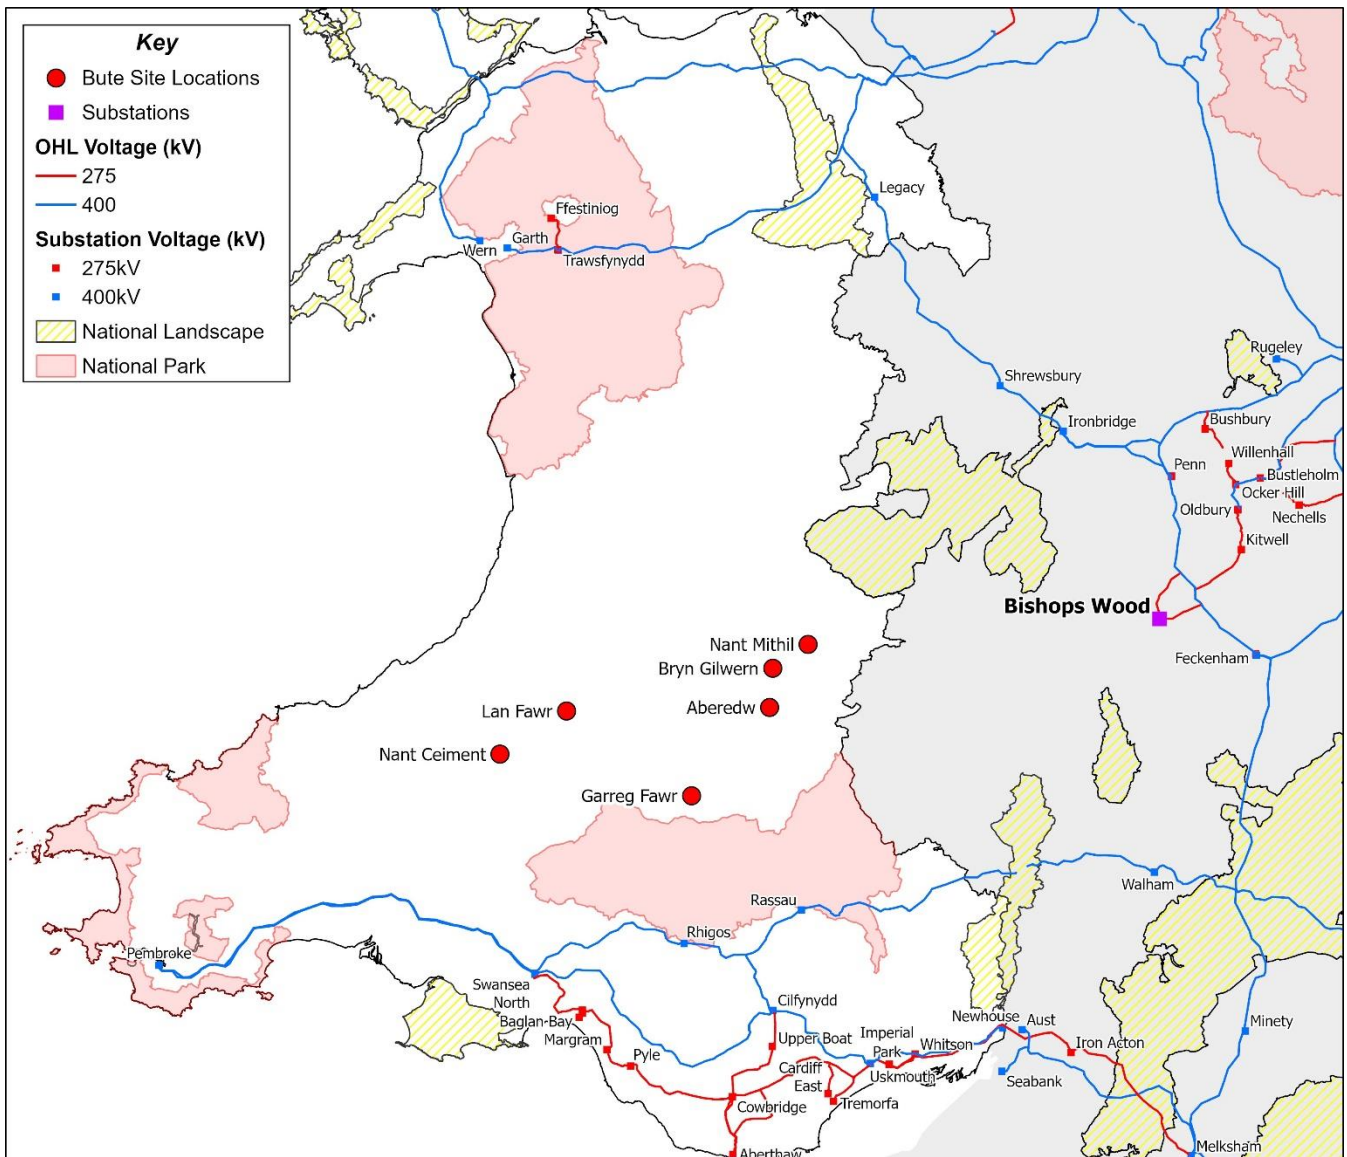 Key
Bute Site Locations
Substations
OHL Voltage (kV)
275
400
Substation Voltage (kV)
275kV
400kV
National Landscape
National Park
Legacy
Ffestiniog
Garth
Wern
Trawsfynydd
Rugeley
Shrewsbury
Ironbridge
Bushbury
Willenhall
Penn
Bustleholm
Ocker Hill
Oldbury
Nechells
Kitwell
Bishops Wood
Nant Mithil
Feckenham
Bryn Gilwern
Lan Fawr
Aberedw
Nant Ceiment
Garreg Fawr
Walham
Rassau
Rhigos
Pembroke
Swansea
North
Cilfynydd
Baglan-Bay
Newhouse
Aust
Minety
Margram
Upper Boat
Imperial
Park
Whitson
Iron Acton
Pyle
Cardiff
East
Uskmouth
Seabank
Cowbridge
Tremorfa
Melksham
Aberthaw